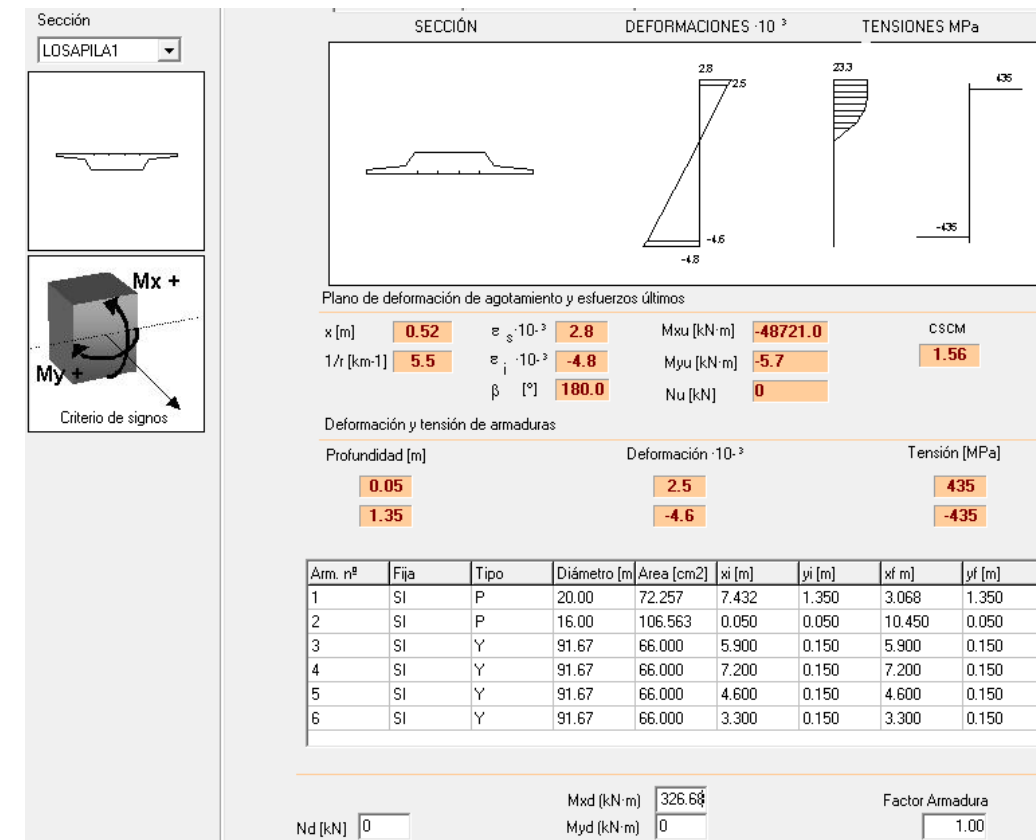 Sección
LOSAPILA1
SECCIÓN DEFORMACIONES ·10 ³ TENSIONES MPa
2.8
2.5
-4.6
-4.8
23.3
435
-435
Mx +
My +
Criterio de signos
Plano de deformación de agotamiento y esfuerzos últimos
x [m] 0.52 ε s ·10- ³ 2.8 Mxu [kN·m] -48721.0 CSCM
1/r [km-1] 5.5 ε i ·10- ³ -4.8 Myu [kN·m] -5.7 1.56
β [°] 180.0 Nu [kN] 0
Deformación y tensión de armaduras
Profundidad [m] Deformación ·10- ³ Tensión [MPa]
0.05 2.5 435
1.35 -4.6 -435
Arm. nº Fija Tipo Diámetro [m Area [cm2] xi [m] yi [m] xf m] yf [m]
1 SI P 20.00 72.257 7.432 1.350 3.068 1.350
2 SI P 16.00 106.563 0.050 0.050 10.450 0.050
3 SI Y 91.67 66.000 5.900 0.150 5.900 0.150
4 SI Y 91.67 66.000 7.200 0.150 7.200 0.150
5 SI Y 91.67 66.000 4.600 0.150 4.600 0.150
6 SI Y 91.67 66.000 3.300 0.150 3.300 0.150
Mxd (kN·m) 326.68 Factor Armadura
Nd [kN] 0 Myd (kN·m) 0 1.00